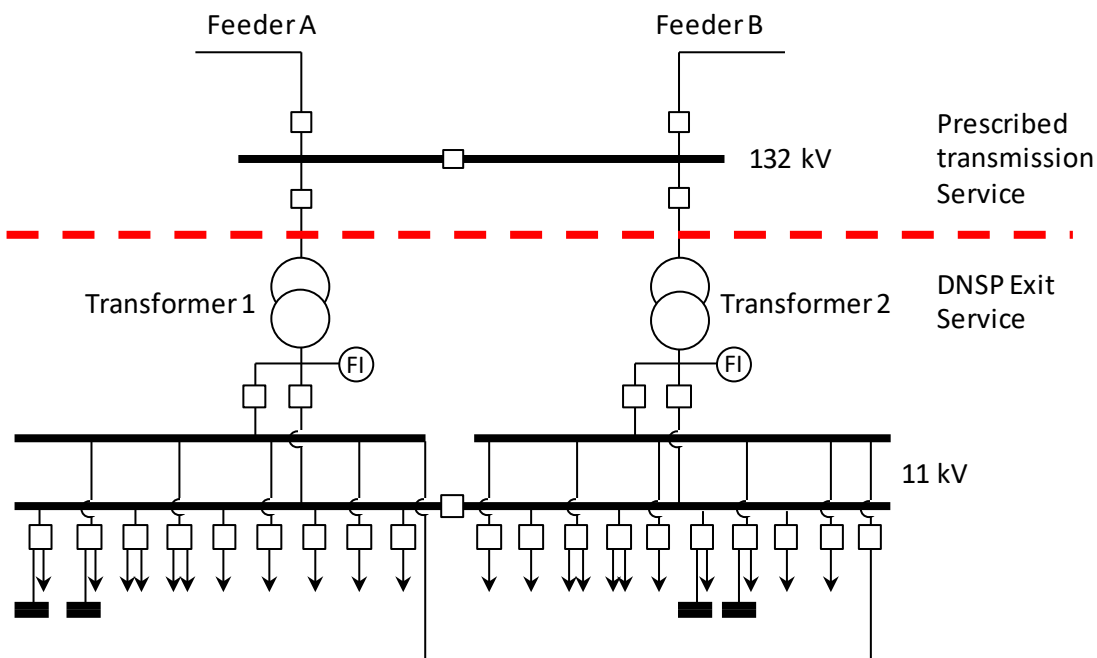 Feeder A
Feeder B
132 kV
Prescribed
transmission
Service
Transformer 1
Transformer 2
DNSP Exit
Service
FI
FI
11 kV